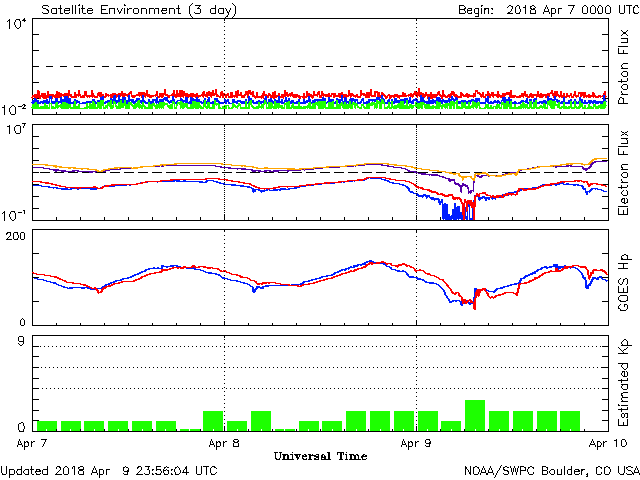 Satellite Environment (3 day) Begin: 2018 Apr 7 0000 UTC
10^4
10^-2
Proton Flux
10^7
10^-1
Electron Flux
200
0
GOES Hp
9
0
Estimated Kp
Apr 7 Apr 8 Apr 9 Apr 10
Universal Time
Updated 2018 Apr 9 23:56:04 UTC NOAA/SWPC Boulder, CO USA